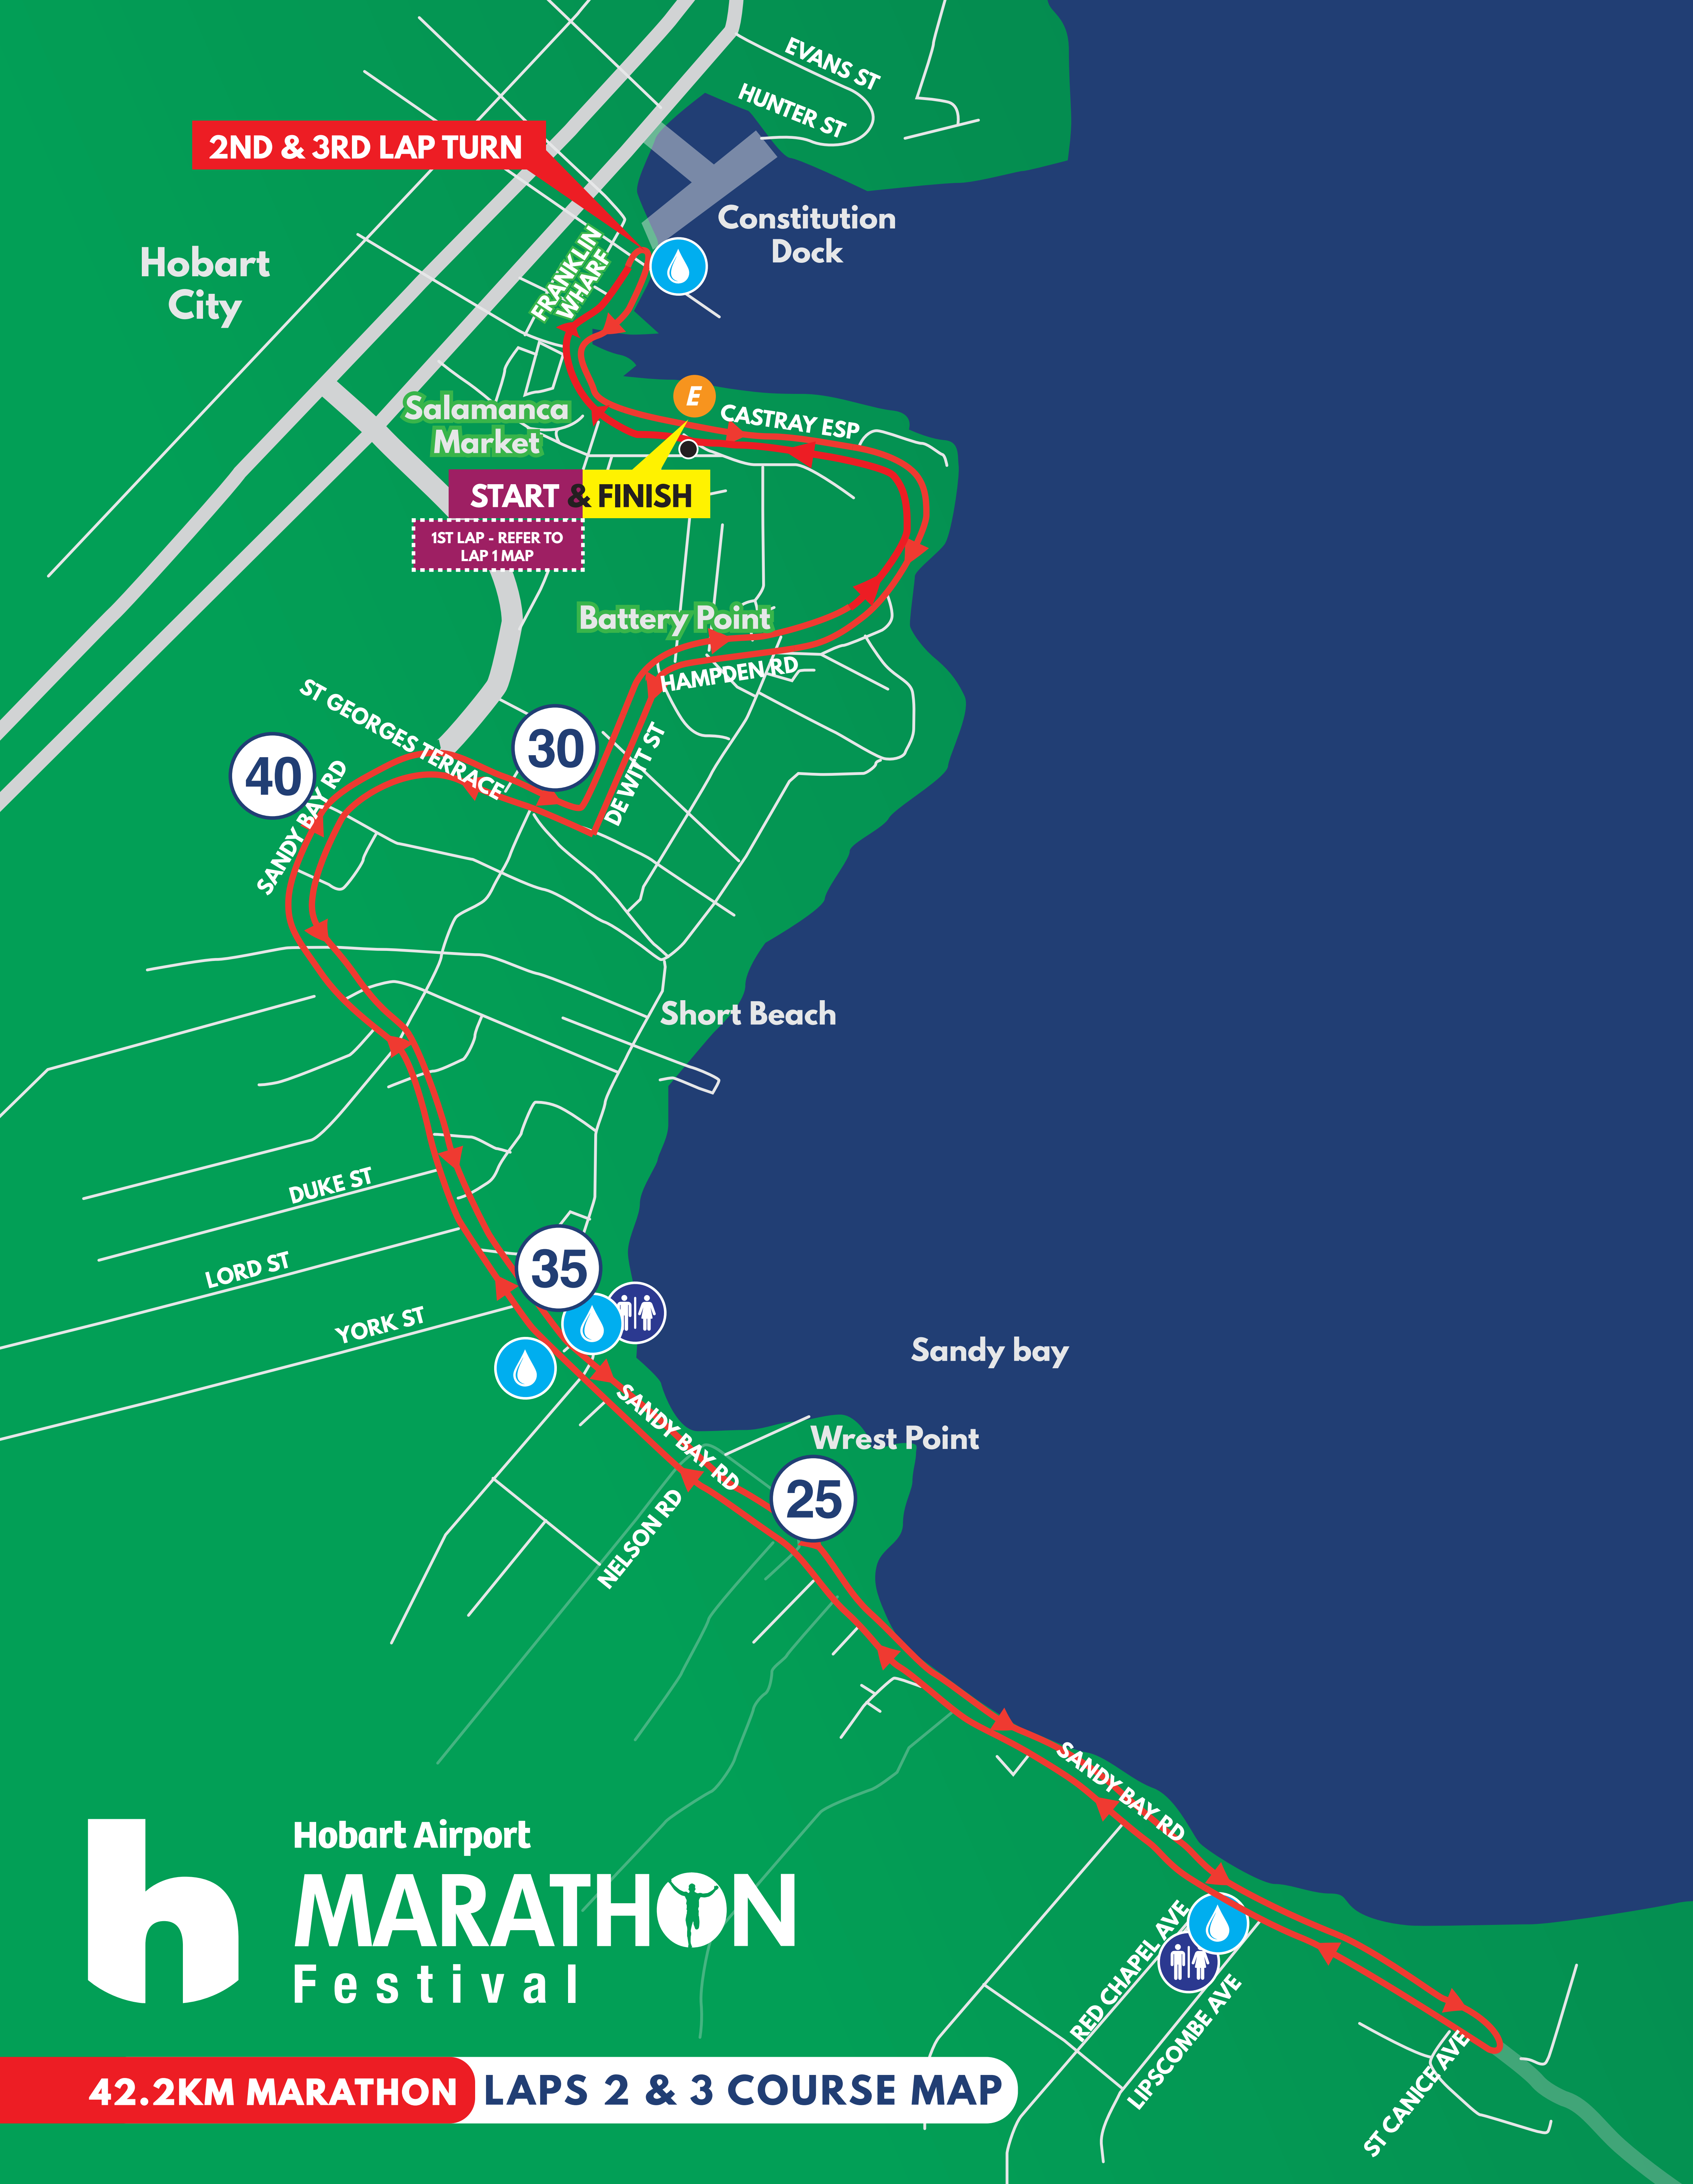 EVANS ST
HUNTER ST
2ND & 3RD LAP TURN
Constitution
Dock
Hobart
City
FRANKLIN
WHARF
E
CASTRAY ESP
Salamanca
Market
START & FINISH
1ST LAP - REFER TO
LAP 1 MAP
Battery Point
HAMPDEN RD
ST GEORGES TERRACE
30
40
SANDY BAY RD
DE WITT ST
Short Beach
DUKE ST
LORD ST
YORK ST
35
Sandy bay
SANDY BAY RD
Wrest Point
25
NELSON RD
SANDY BAY RD
RED CHAPEL AVE
LIPSCOMBE AVE
ST CANICE AVE
h
Hobart Airport
MARATHON
Festival
42.2KM MARATHON LAPS 2 & 3 COURSE MAP